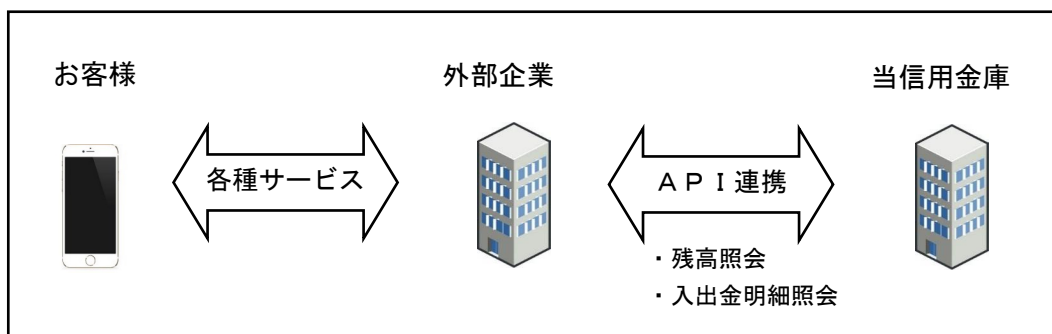 お客様
外部企業
当信用金庫
各種サービス
ＡＰＩ連携
・残高照会
・入出金明細照会